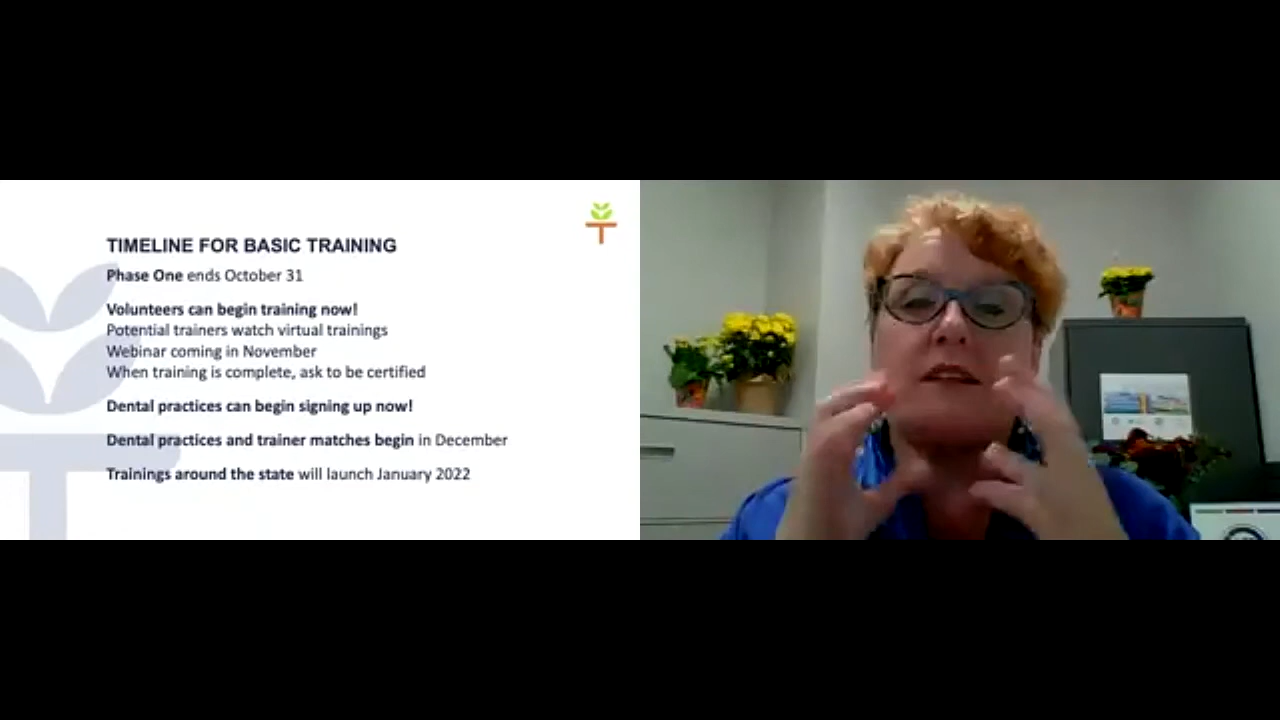 TIMELINE FOR BASIC TRAINING
Phase One ends October 31
Volunteers can begin training now!
Potential trainers watch virtual trainings
Webinar coming in November
When training is complete, ask to be certified
Dental practices can begin signing up now!
Dental practices and trainer matches begin in December
Trainings around the state will launch January 2022